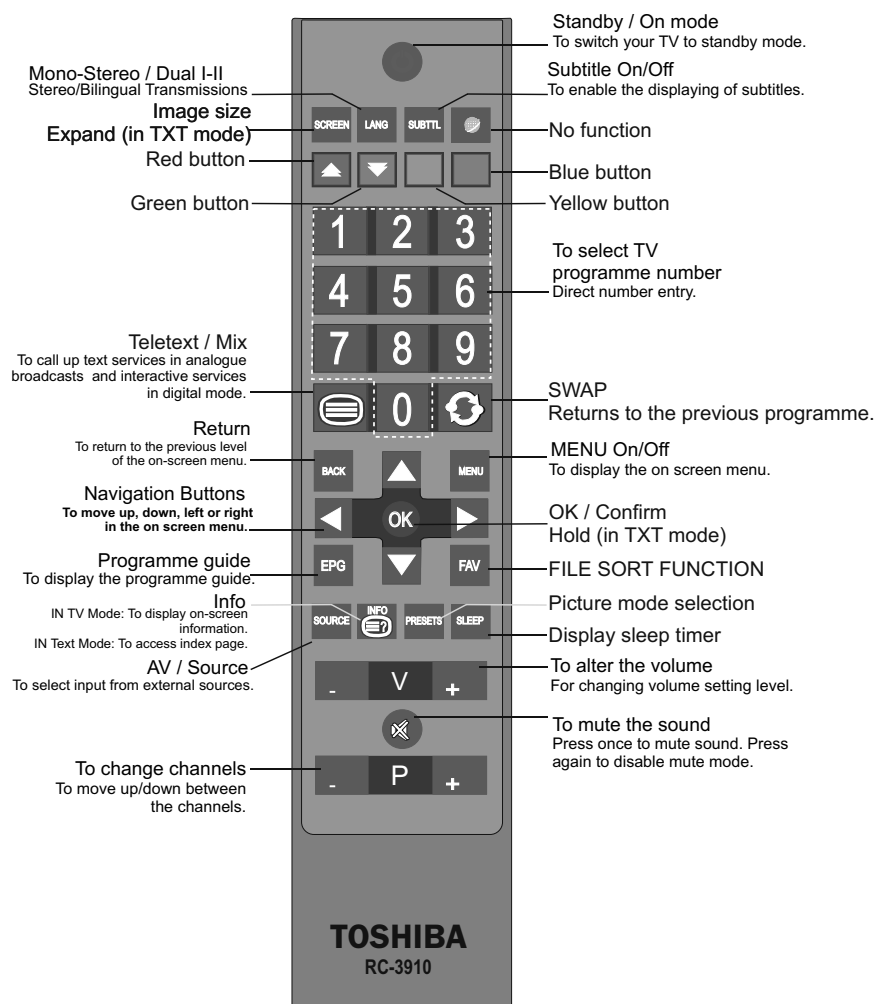 Standby / On mode
To switch your TV to standby mode.
Mono-Stereo / Dual I-II
Stereo/Bilingual Transmissions
Subtitle On/Off
To enable the displaying of subtitles.
Image size
Expand (in TXT mode)
SCREEN
LANG
SUBTTL
No function
Red button
Blue button
Green button
Yellow button
1 2 3
To select TV
programme number
Direct number entry.
4 5 6
7 8 9
Teletext / Mix
To call up text services in analogue
broadcasts and interactive services
in digital mode.
0
SWAP
Returns to the previous programme.
Return
To return to the previous level
of the on-screen menu.
BACK
MENU
MENU On/Off
To display the on screen menu.
Navigation Buttons
To move up, down, left or right
in the on screen menu.
OK
OK / Confirm
Hold (in TXT mode)
Programme guide
To display the programme guide.
EPG
FAV
FILE SORT FUNCTION
Info
IN TV Mode: To display on-screen
information.
IN Text Mode: To access index page.
SOURCE
INFO
?
PRESETS
SLEEP
Picture mode selection
Display sleep timer
AV / Source
To select input from external sources.
- V +
To alter the volume
For changing volume setting level.
To mute the sound
Press once to mute sound. Press
again to disable mute mode.
To change channels
To move up/down between
the channels.
- P +
TOSHIBA
RC-3910